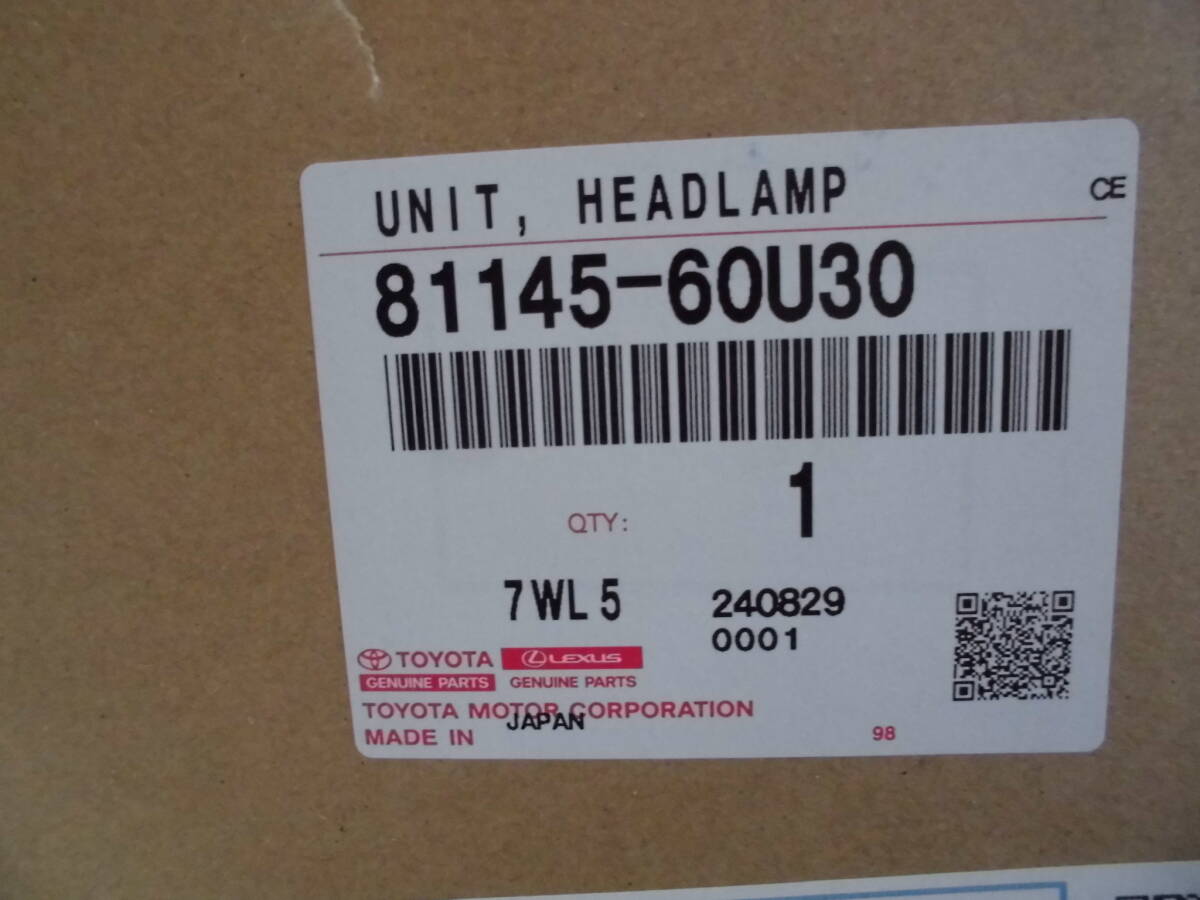 UNIT, HEADLAMP
CE
81145-60U30
QTY: 1
7WL5 240829
0001
TOYOTA LEXUS
GENUINE PARTS GENUINE PARTS
TOYOTA MOTOR CORPORATION
MADE IN JAPAN
98